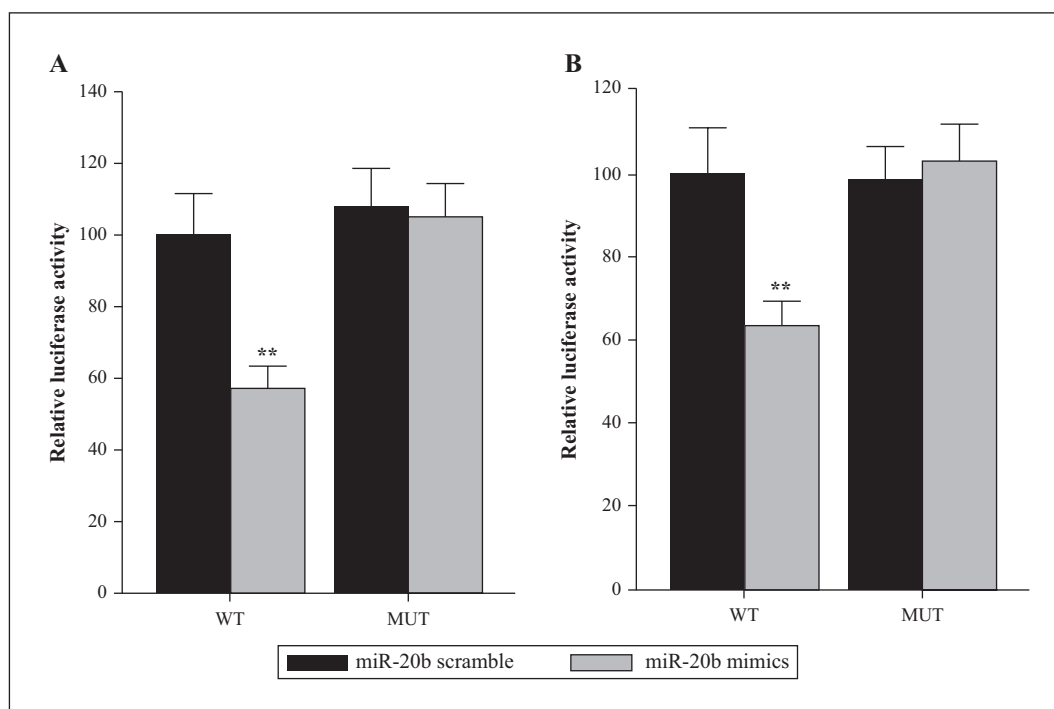 A
Relative luciferase activity
140
120
100
80
60
40
20
0
**
WT
MUT
B
Relative luciferase activity
120
100
80
60
40
20
0
**
WT
MUT
miR-20b scramble
miR-20b mimics